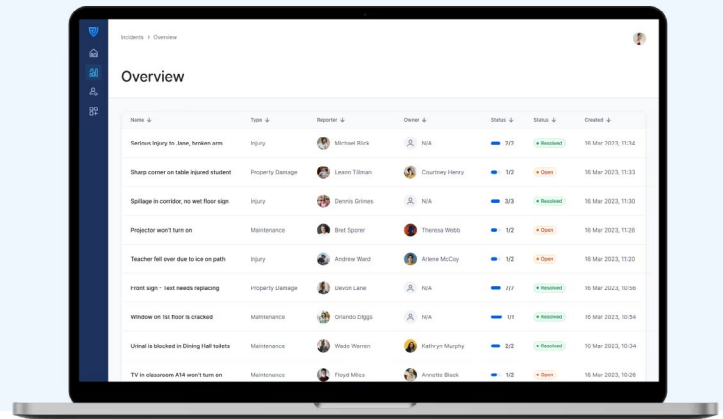 Incidents > Overview
Overview
Name ↓ Type ↓ Reporter ↓ Owner ↓ Status ↓ Status ↓ Created ↓
Serious Injury to Jane, broken arm Injury Michael Blick N/A 2/2 Resolved 16 Mar 2023, 11:34
Sharp corner on table injured student Property Damage Leann Tillman Courtney Henry 1/2 Open 16 Mar 2023, 11:33
Spillage in corridor, no wet floor sign Injury Dennis Grimes N/A 3/3 Resolved 16 Mar 2023, 11:30
Projector won't turn on Maintenance Bret Sporer Theresa Webb 1/2 Open 16 Mar 2023, 11:28
Teacher fell over due to ice on path Injury Andrew Ward Arlene McCoy 1/2 Open 16 Mar 2023, 11:20
Front sign - Text needs replacing Property Damage Devon Lane N/A Resolved 16 Mar 2023, 10:56
Window on 1st floor is cracked Maintenance Orlando Diggs N/A 1/1 Resolved 16 Mar 2023, 10:54
Urinal is blocked in Dining Hall toilets Maintenance Wade Warren Kathryn Murphy 2/2 Resolved 16 Mar 2023, 10:34
TV in classroom A14 won't turn on Maintenance Floyd Miles Annette Black 1/2 Open 16 Mar 2023, 10:26